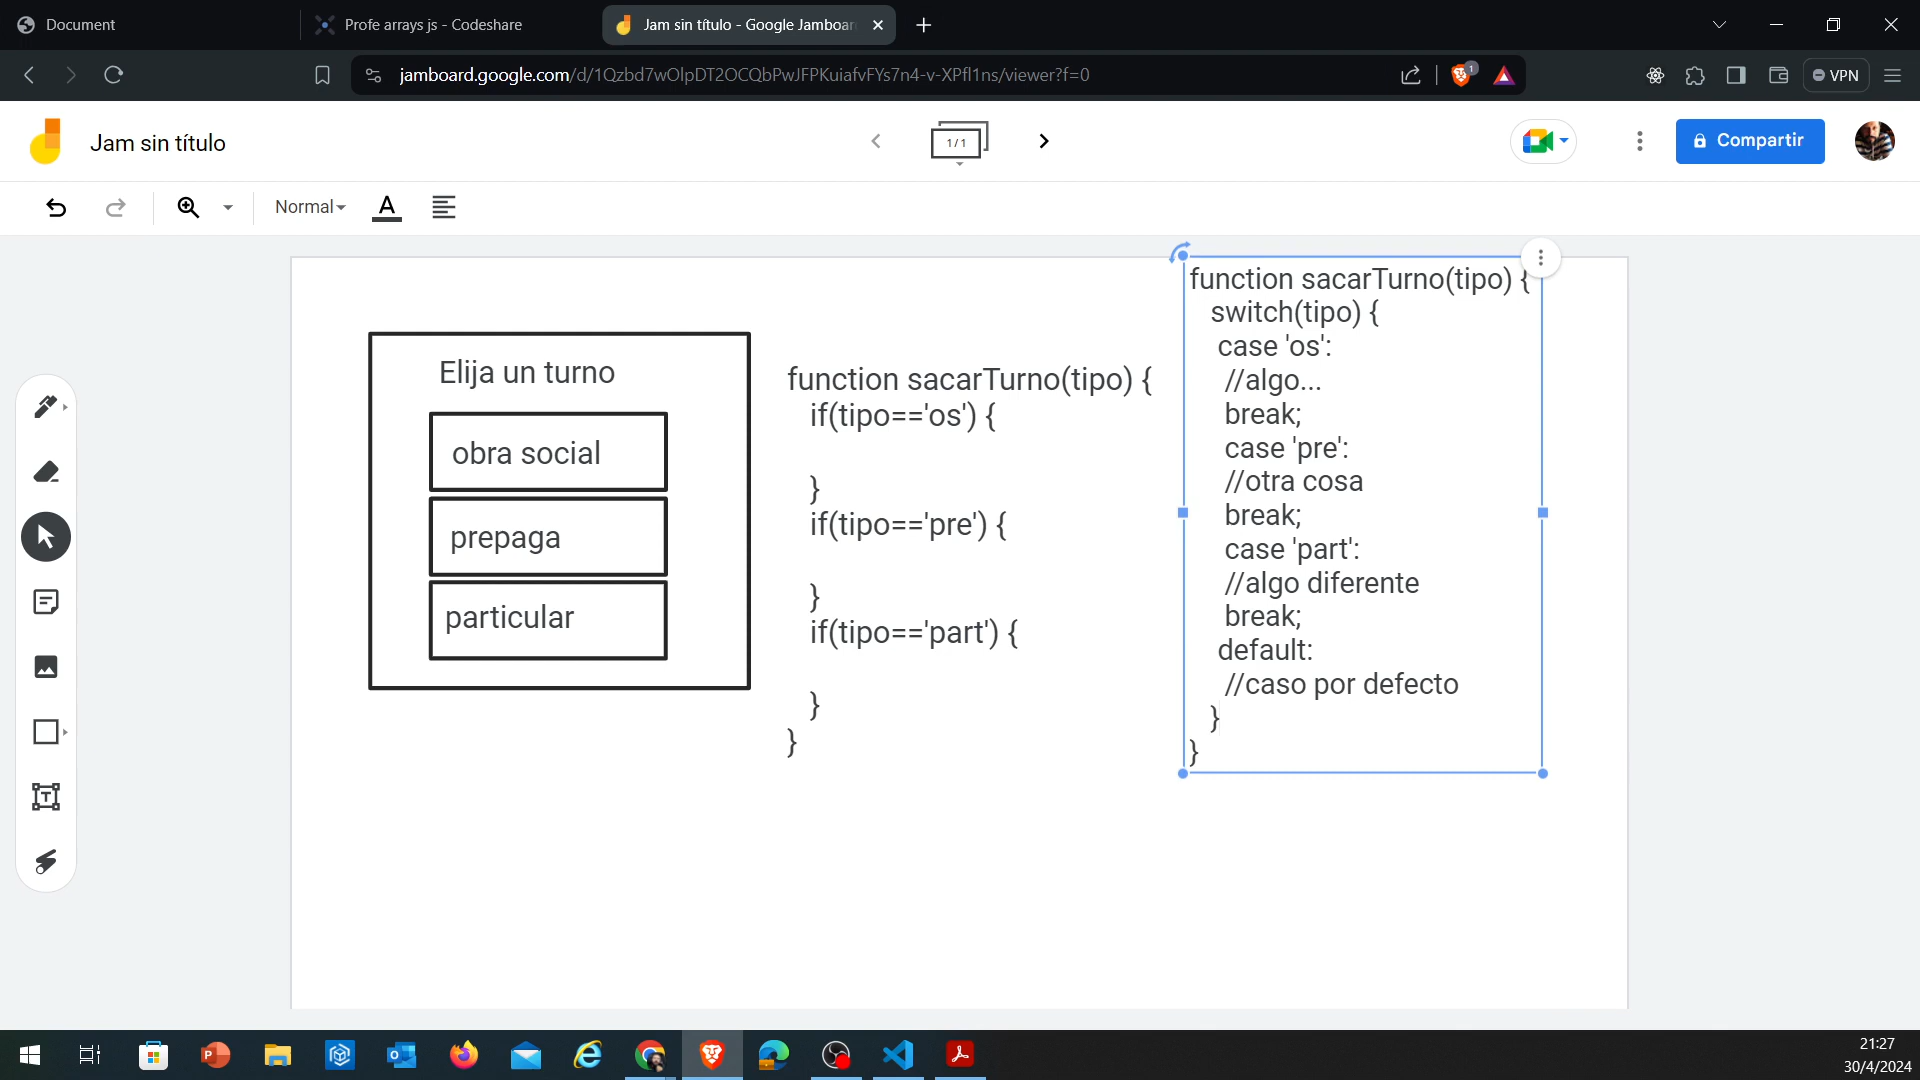 Document
Profe arrays js - Codeshare
Jam sin título - Google Jamboar
jamboard.google.com/d/1Qzbd7wOlpDT2OCQbPwJFPKuiafvFYs7n4-v-XPfl1ns/viewer?f=0
1
VPN
Jam sin título
1 / 1
Compartir
Normal
A
Elija un turno
obra social
prepaga
particular
function sacarTurno(tipo) {
if(tipo=='os') {
}
if(tipo=='pre') {
}
if(tipo=='part') {
}
}
function sacarTurno(tipo) {
switch(tipo) {
case 'os':
//algo...
break;
case 'pre':
//otra cosa
break;
case 'part':
//algo diferente
break;
default:
//caso por defecto
}
}
21:27
30/4/2024